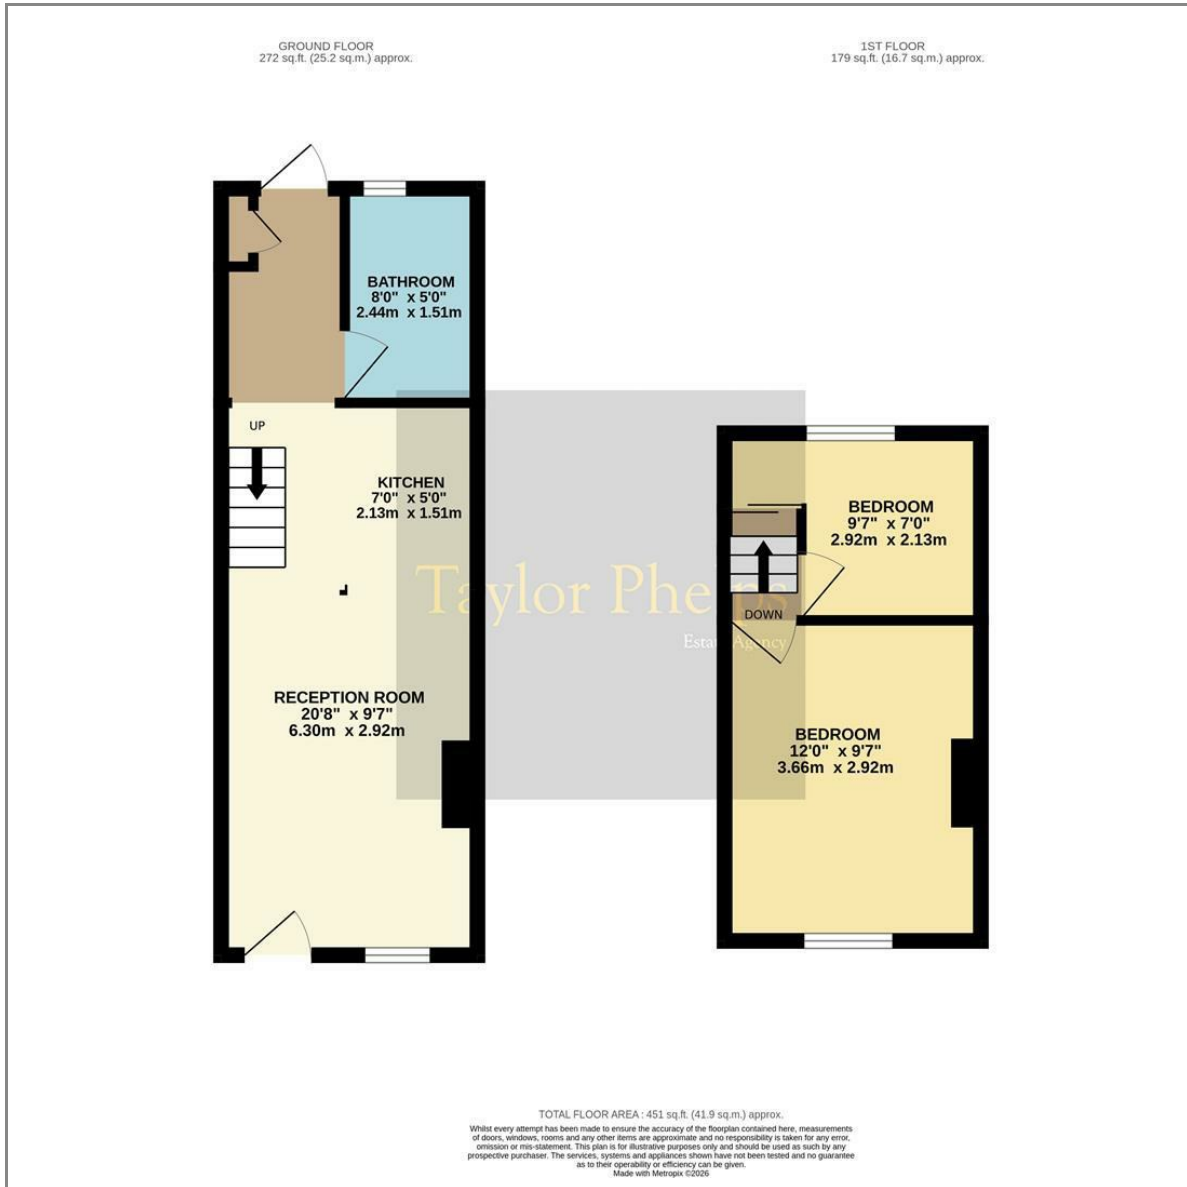 GROUND FLOOR
272 sq.ft. (25.2 sq.m.) approx.
1ST FLOOR
179 sq.ft. (16.7 sq.m.) approx.
BATHROOM
8'0" x 5'0"
2.44m x 1.51m
UP
KITCHEN
7'0" x 5'0"
2.13m x 1.51m
RECEPTION ROOM
20'8" x 9'7"
6.30m x 2.92m
BEDROOM
9'7" x 7'0"
2.92m x 2.13m
DOWN
BEDROOM
12'0" x 9'7"
3.66m x 2.92m
Taylor Phelps
Estate Agency
TOTAL FLOOR AREA : 451 sq.ft. (41.9 sq.m.) approx.
Whilst every attempt has been made to ensure the accuracy of the floorplan contained here, measurements
of doors, windows, rooms and any other items are approximate and no responsibility is taken for any error,
omission or mis-statement. This plan is for illustrative purposes only and should be used as such by any
prospective purchaser. The services, systems and appliances shown have not been tested and no guarantee
as to their operability or efficiency can be given.
Made with Metropix ©2026